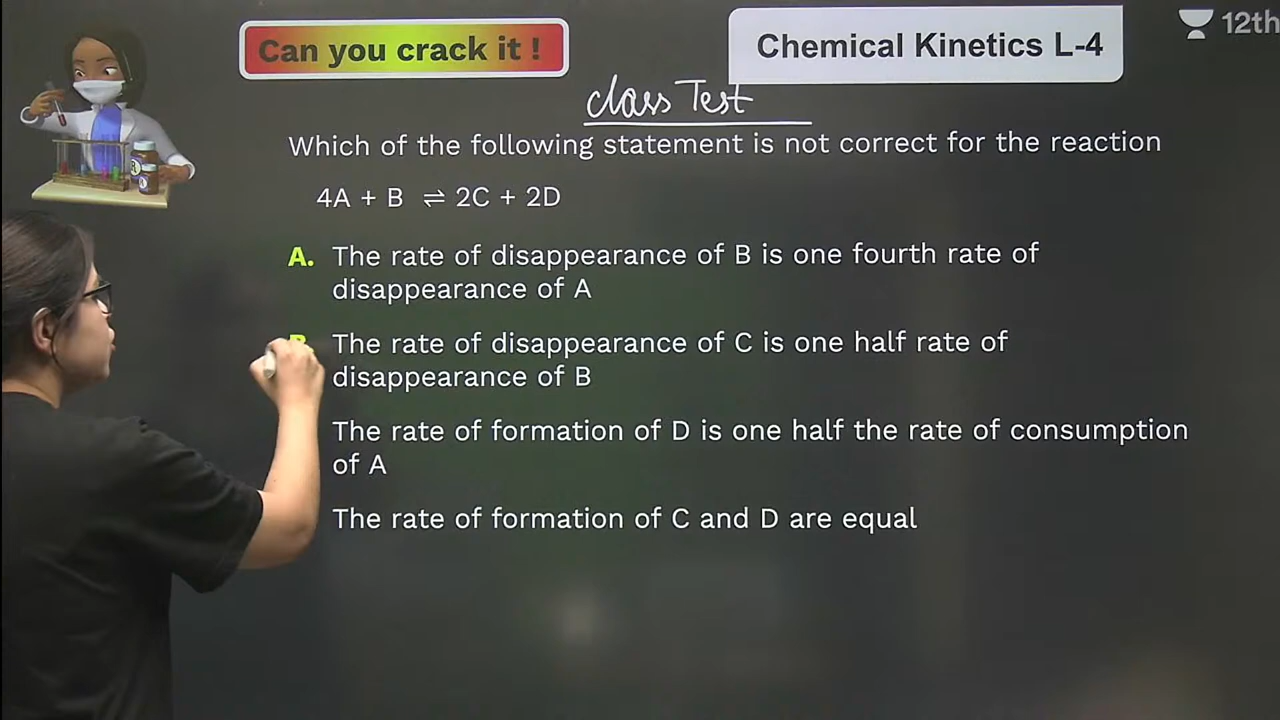 Can you crack it !
Chemical Kinetics L-4
12th
Class Test
Which of the following statement is not correct for the reaction
4A + B ⇌ 2C + 2D
A. The rate of disappearance of B is one fourth rate of
disappearance of A
B. The rate of disappearance of C is one half rate of
disappearance of B
The rate of formation of D is one half the rate of consumption
of A
The rate of formation of C and D are equal